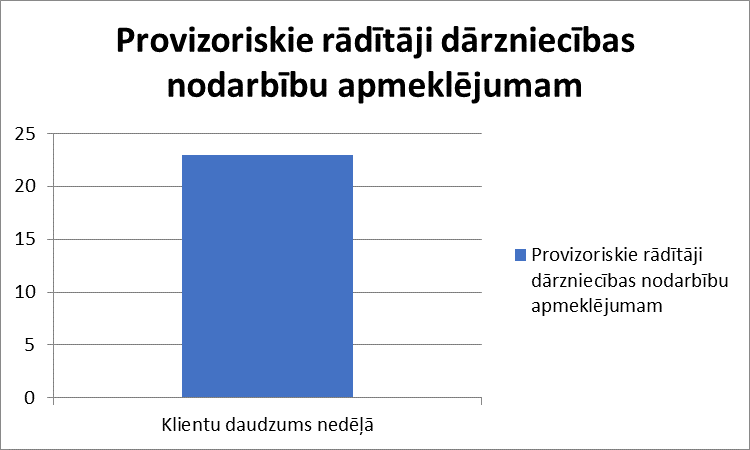 Provizoriskie rādītāji dārzniecības
nodarbību apmeklējumam
25
20
15
10
5
0
Klientu daudzums nedēļā
Provizoriskie rādītāji
dārzniecības nodarbību
apmeklējumam